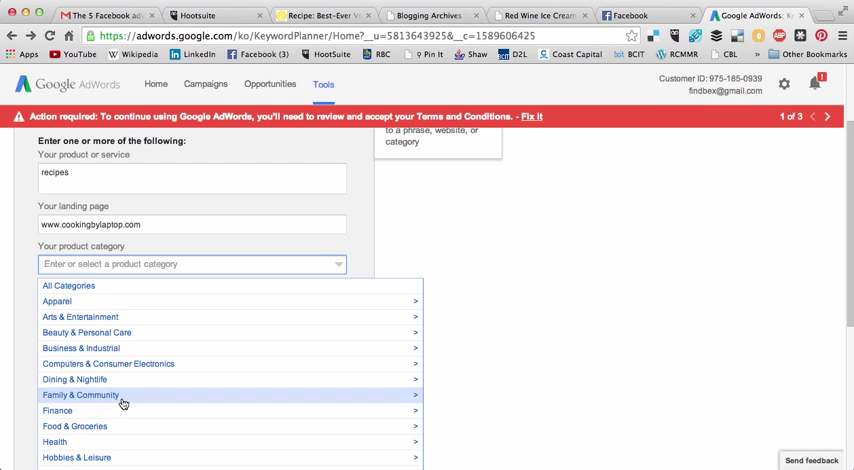 The 5 Facebook adv
Hootsuite
Recipe: Best-Ever V
Blogging Archives
Red Wine Ice Cream
Facebook
Google AdWords: Ke
https://adwords.google.com/ko/KeywordPlanner/Home?__u=5813643925&__c=1589606425
Apps
YouTube
Wikipedia
LinkedIn
Facebook (3)
HootSuite
RBC
Pin It
Shaw
D2L
Coast Capital
BCIT
RCMMR
CBL
»
Other Bookmarks
Google AdWords
Home
Campaigns
Opportunities
Tools
Customer ID: 975-185-0939
findbex@gmail.com
Action required: To continue using Google AdWords, you'll need to review and accept your Terms and Conditions. - Fix it
1 of 3
Enter one or more of the following:
Your product or service
recipes
to a phrase, website, or
category
Your landing page
www.cookingbylaptop.com
Your product category
Enter or select a product category
All Categories
Apparel >
Arts & Entertainment >
Beauty & Personal Care >
Business & Industrial >
Computers & Consumer Electronics >
Dining & Nightlife >
Family & Community >
Finance >
Food & Groceries >
Health >
Hobbies & Leisure >
Send feedback